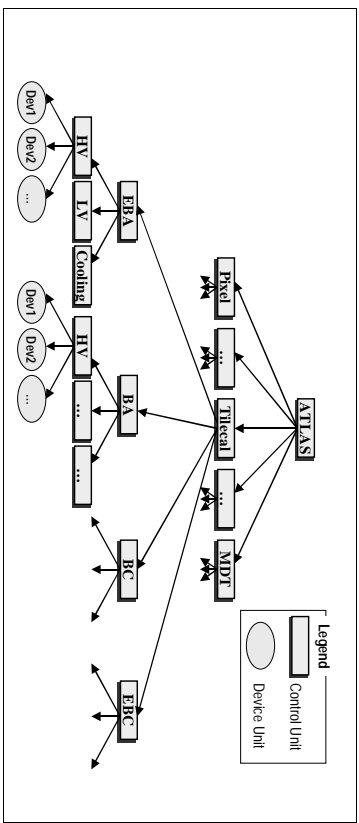 ATLAS
Pixel
...
Tilecal
...
MDT
EBA
BA
BC
EBC
HV
LV
Cooling
HV
...
...
Dev1
Dev2
...
Dev1
Dev2
...
Legend
Control Unit
Device Unit